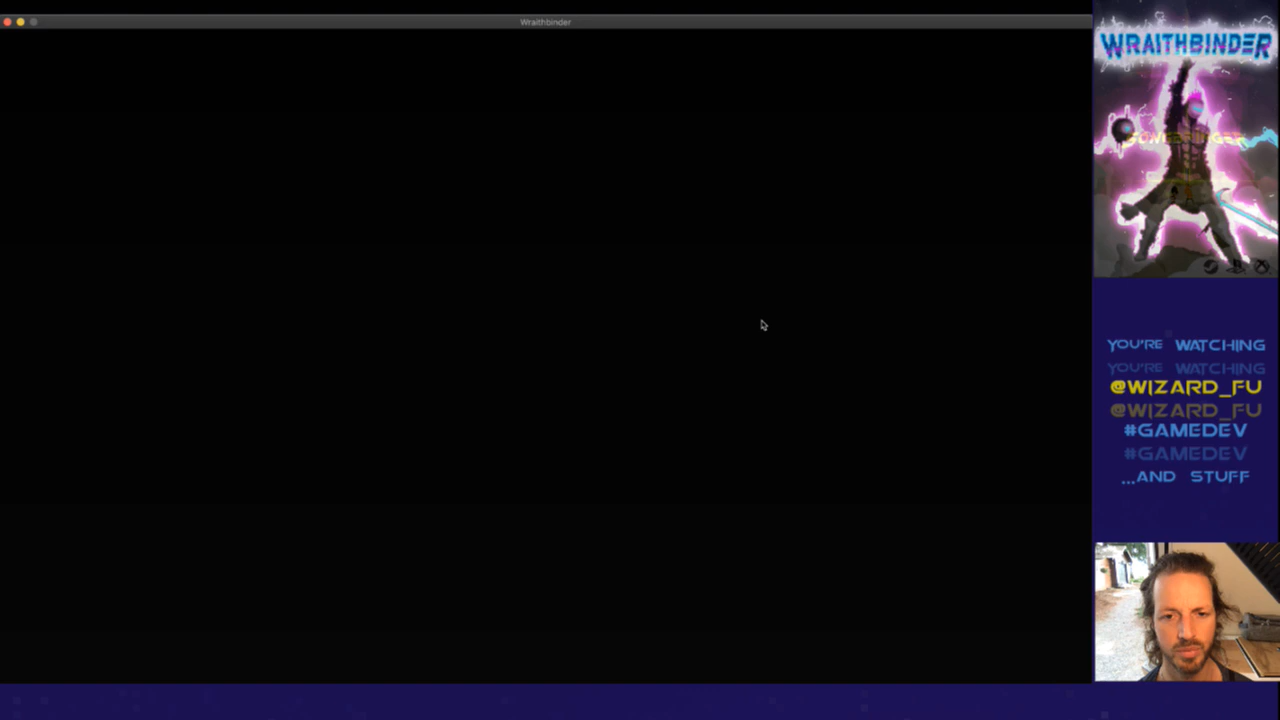 Wraithbinder
WRAITHBINDER
YOU'RE WATCHING
YOU'RE WATCHING
@WIZARD_FU
@WIZARD_FU
#GAMEDEV
#GAMEDEV
...AND STUFF